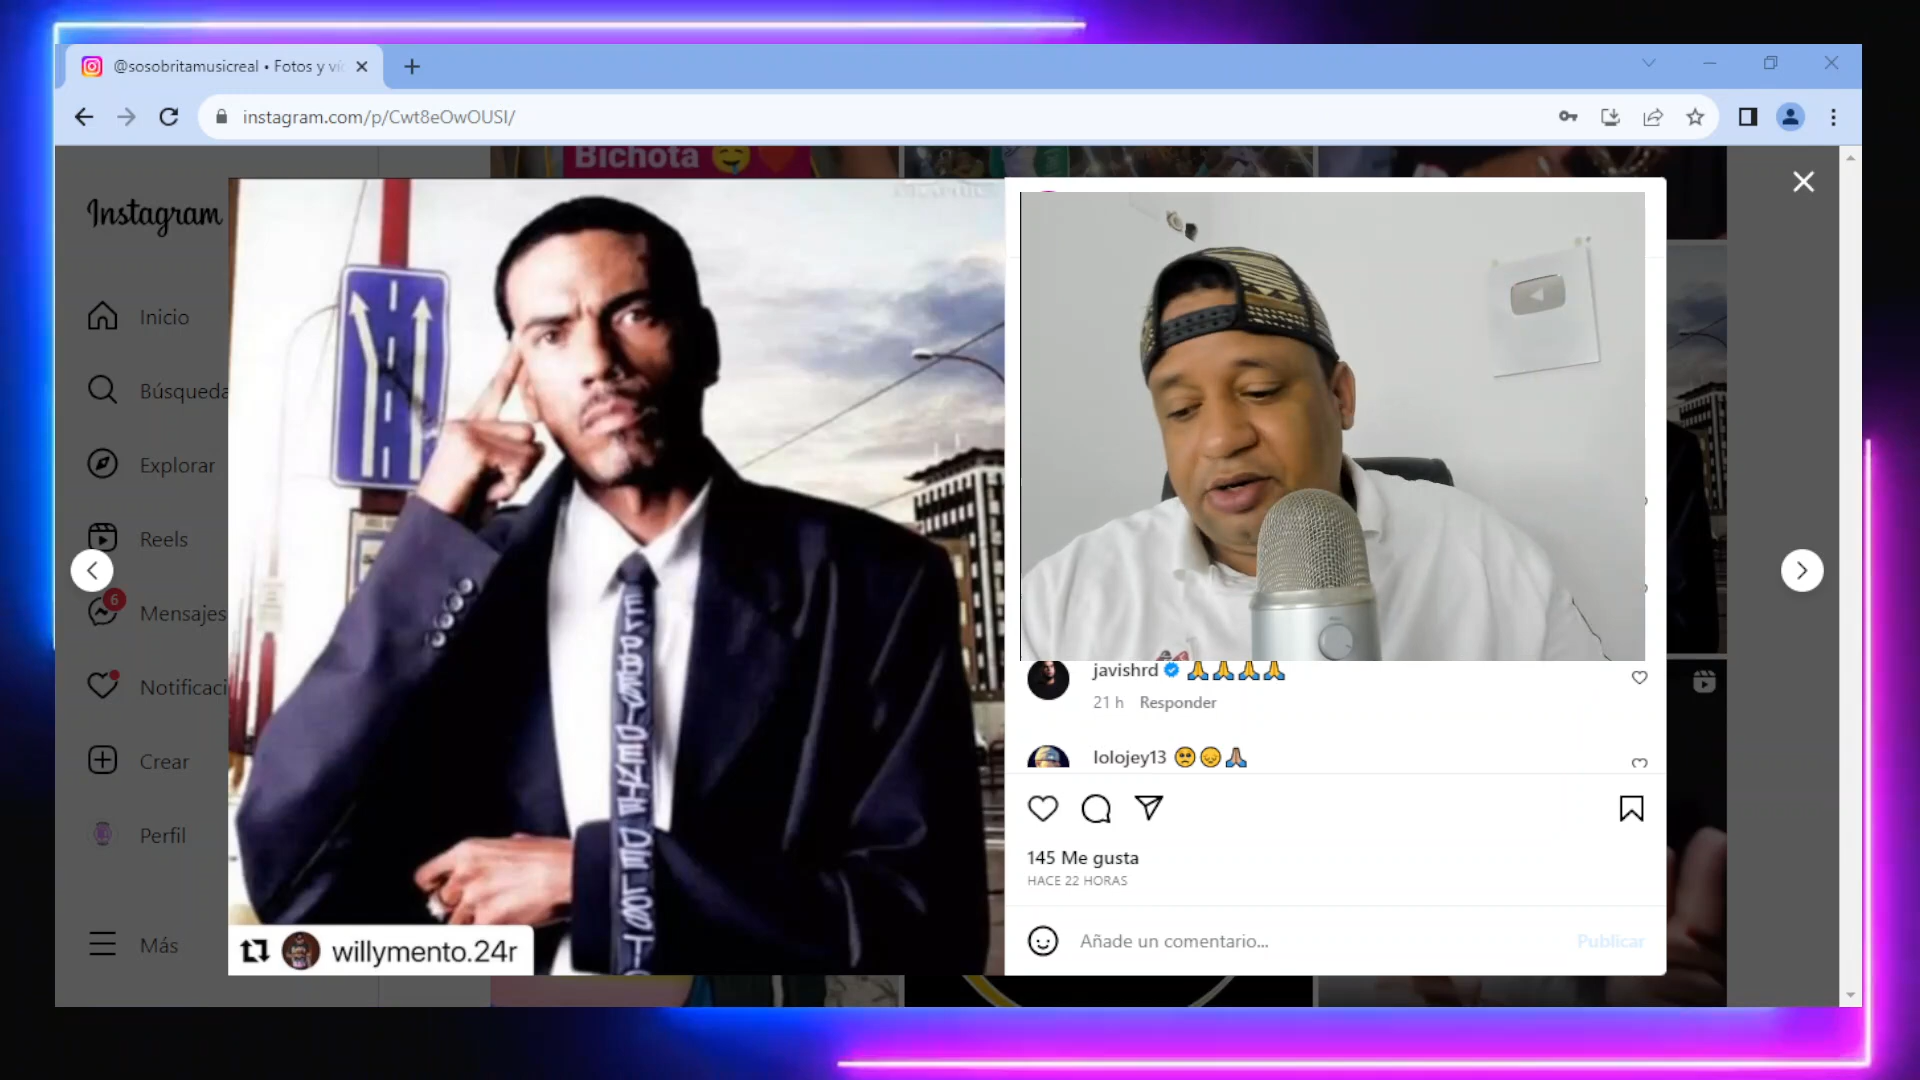 @sosobritamusicreal • Fotos y ví
instagram.com/p/Cwt8eOwOUSI/
Bichota 🤤❤️
Instagram
Inicio
Búsqueda
Explorar
Reels
6
Mensajes
Notificaci
Crear
Perfil
Más
willymento.24r
javishrd 🙏🙏🙏🙏
21 h Responder
lolojey13 🥺😔🙏🏽
145 Me gusta
HACE 22 HORAS
Añade un comentario...
Publicar